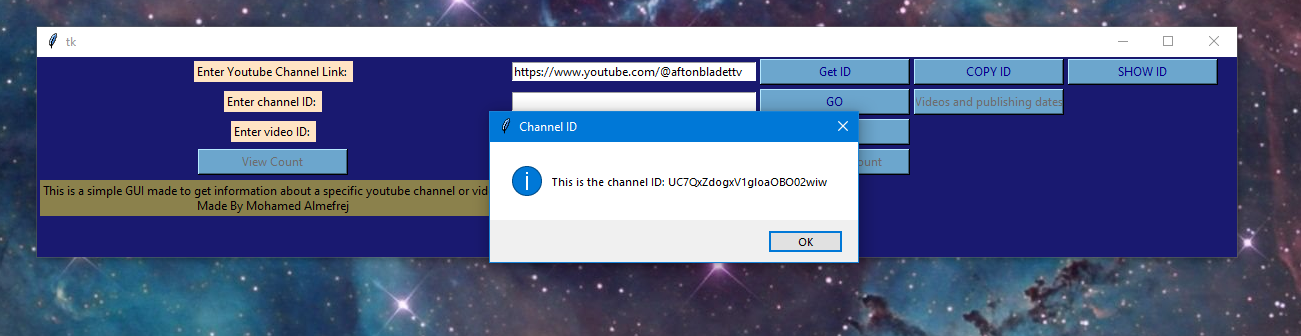 tk
Enter Youtube Channel Link:
https://www.youtube.com/@aftonbladettv
Get ID
COPY ID
SHOW ID
Enter channel ID:
GO
Videos and publishing dates
Enter video ID:
View Count
This is a simple GUI made to get information about a specific youtube channel or vid
Made By Mohamed Almefrej
Channel ID
This is the channel ID: UC7QxZdogxV1gIoaOBO02wiw
OK